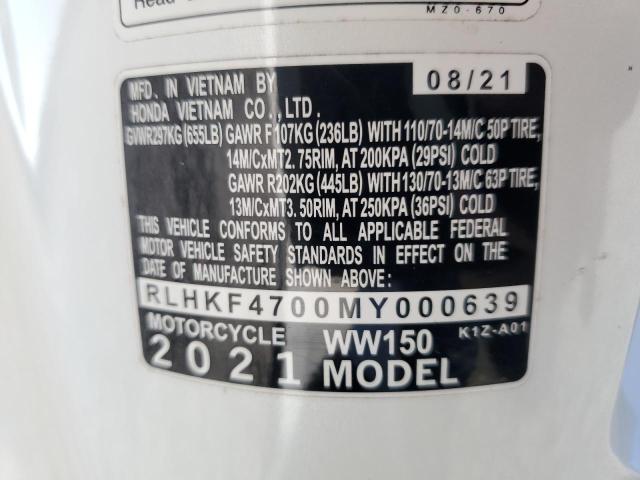 Read
MZ0-670
MFD. IN VIETNAM BY 08/21
HONDA VIETNAM CO., LTD.
GVWR297KG (655LB) GAWR F107KG (236LB) WITH 110/70-14M/C 50P TIRE,
14M/CxMT2. 75RIM, AT 200KPA (29PSI) COLD
GAWR R202KG (445LB) WITH 130/70-13M/C 63P TIRE,
13M/CxMT3. 50RIM, AT 250KPA (36PSI) COLD
THIS VEHICLE CONFORMS TO ALL APPLICABLE FEDERAL
MOTOR VEHICLE SAFETY STANDARDS IN EFFECT ON THE
DATE OF MANUFACTURE SHOWN ABOVE:
RLHKF4700MY000639
MOTORCYCLE WW150 K1Z-A01
2021 MODEL